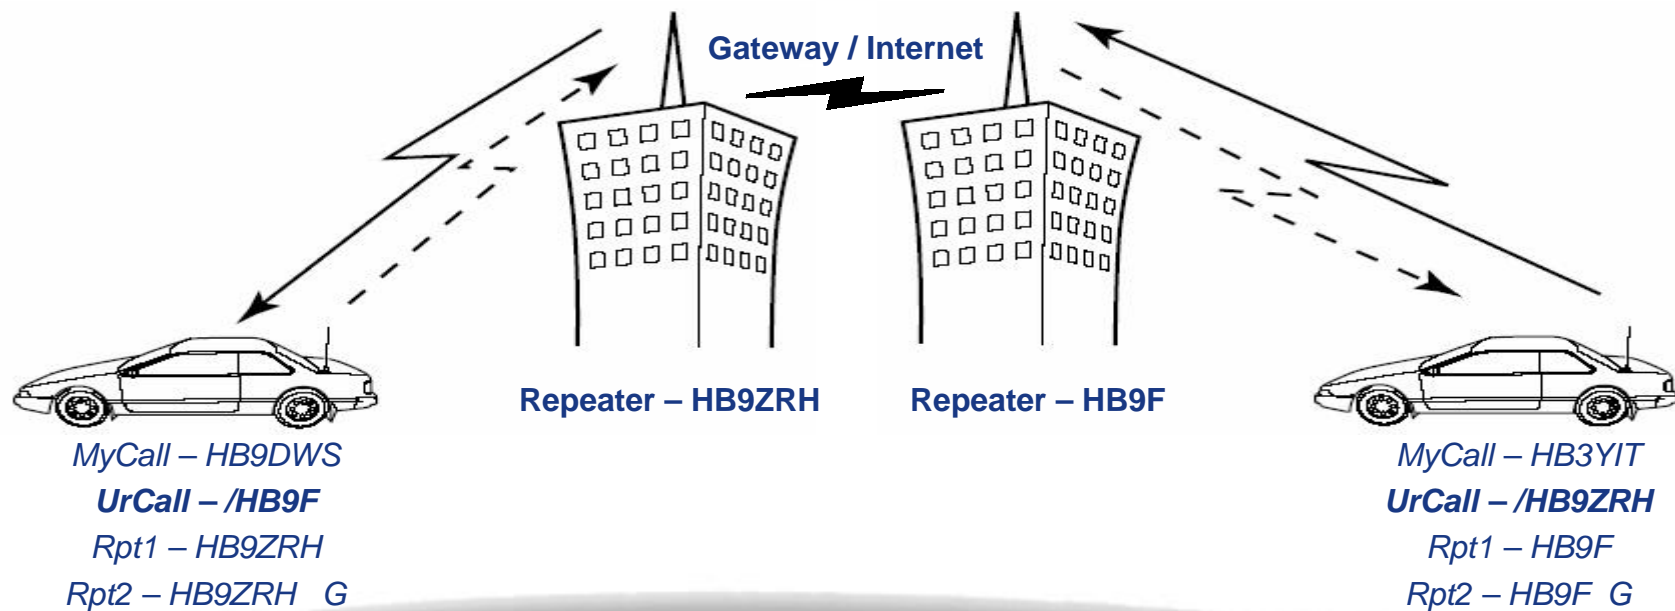 Gateway / Internet
Repeater – HB9ZRH
Repeater – HB9F
MyCall – HB9DWS
UrCall – /HB9F
Rpt1 – HB9ZRH
Rpt2 – HB9ZRH G
MyCall – HB3YIT
UrCall – /HB9ZRH
Rpt1 – HB9F
Rpt2 – HB9F G